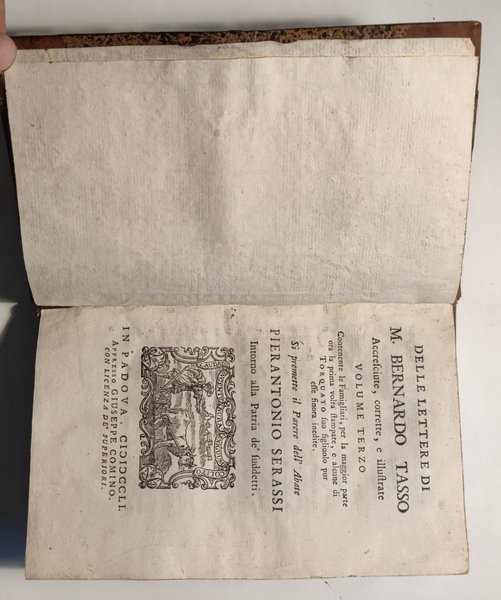 DELLE LETTERE DI
M. BERNARDO TASSO
Accreſciute, corrette, e illuſtrate
VOLUME TERZO
Contenente le Famigliari, per la maggior parte
ora la prima volta ſtampate, e alcune di
TORQUATO ſuo figliuolo pur
eſſe finora inedite.
Si premette il Parere dell' Abate
PIERANTONIO SERASSI
Intorno alla Patria de' ſuddetti.
IN PADOVA. CIƆIƆCCLI.
APPRESSO GIUSEPPE COMINO.
CON LICENZA DE' SUPERIORI.